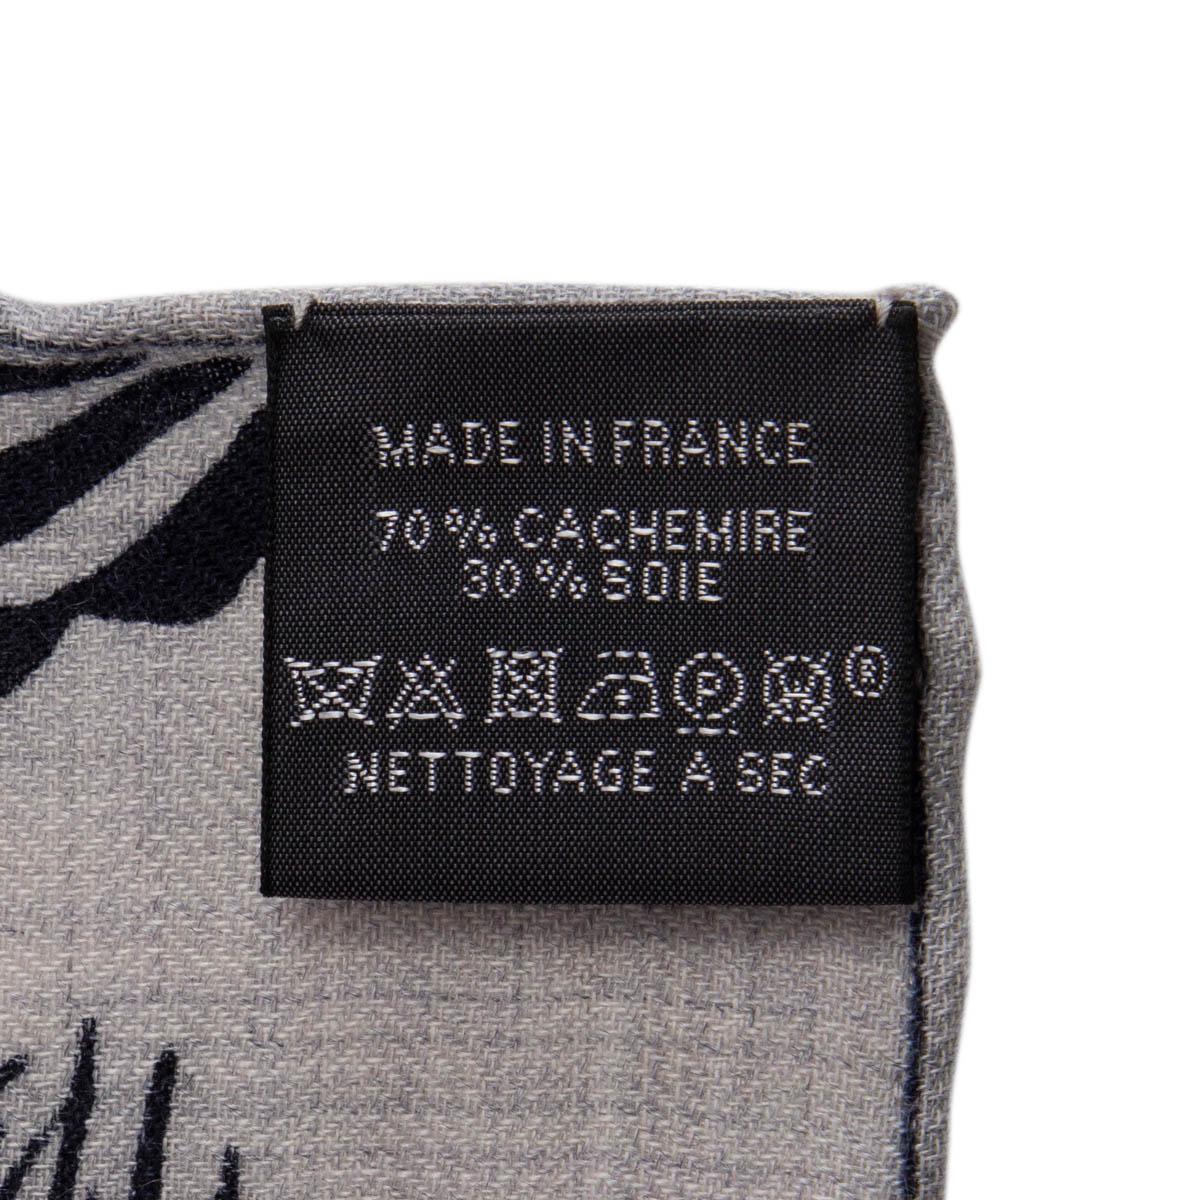 MADE IN FRANCE
70 % CACHEMIRE
30 % SOIE
F W ®
NETTOYAGE A SEC